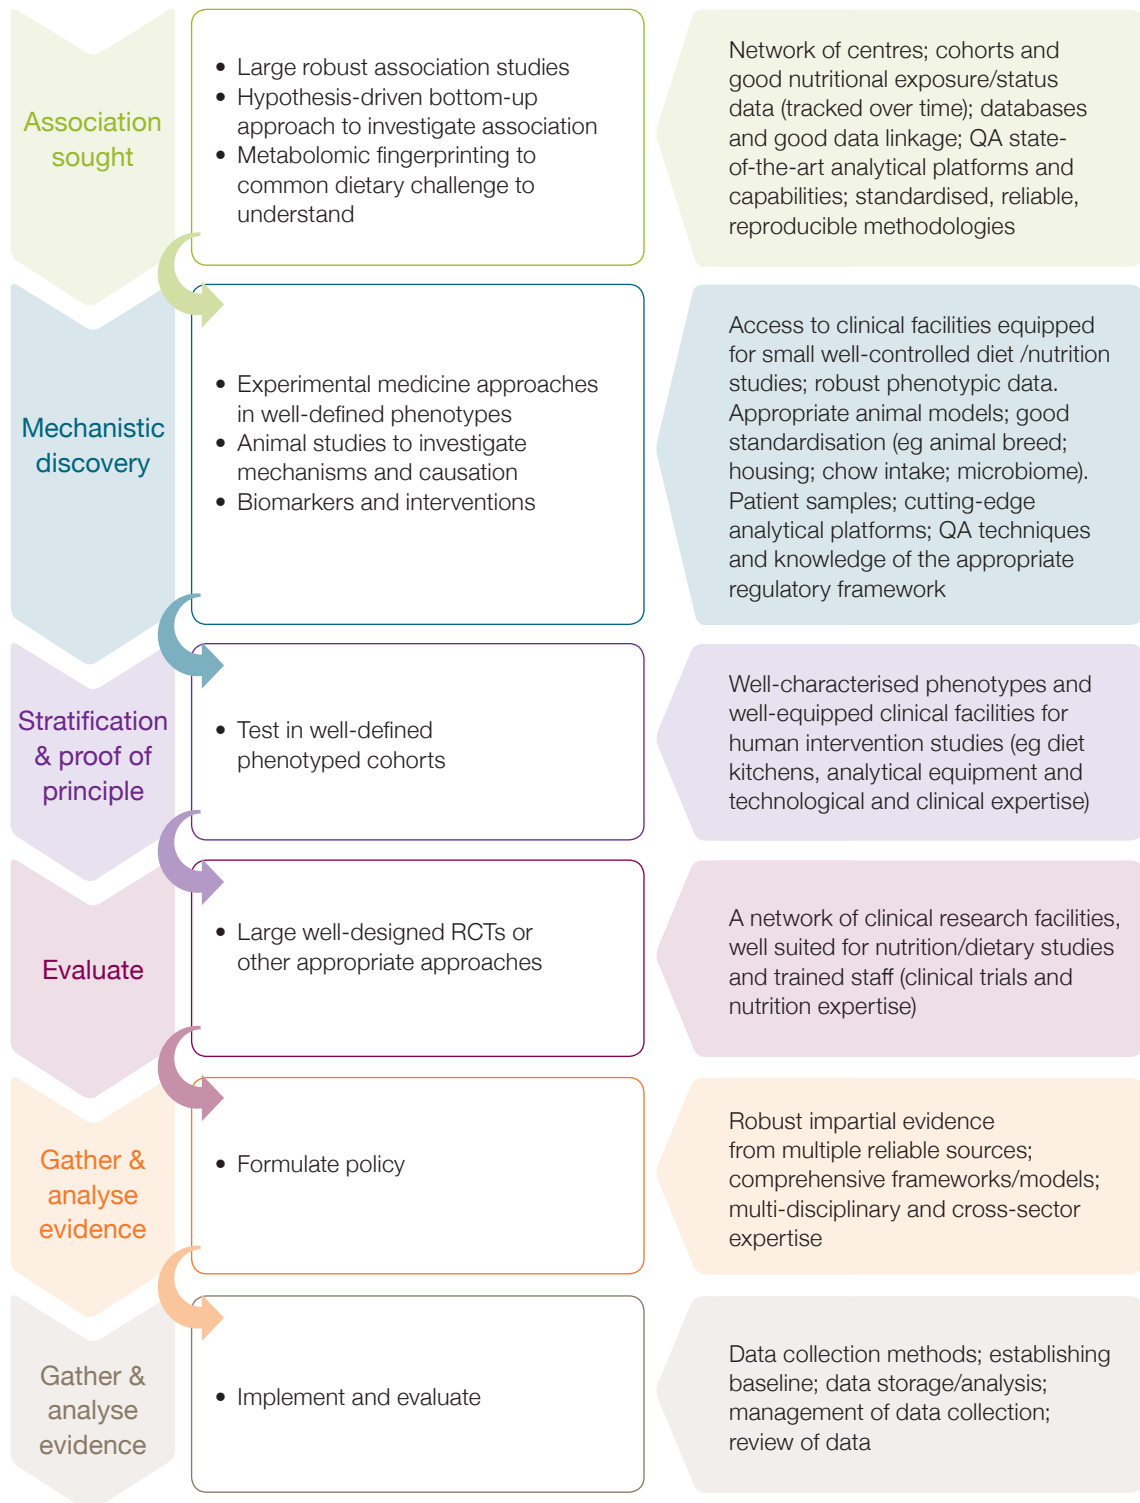 Association
sought
• Large robust association studies
• Hypothesis-driven bottom-up
approach to investigate association
• Metabolomic fingerprinting to
common dietary challenge to
understand
Network of centres; cohorts and
good nutritional exposure/status
data (tracked over time); databases
and good data linkage; QA state-
of-the-art analytical platforms and
capabilities; standardised, reliable,
reproducible methodologies
Mechanistic
discovery
• Experimental medicine approaches
in well-defined phenotypes
• Animal studies to investigate
mechanisms and causation
• Biomarkers and interventions
Access to clinical facilities equipped
for small well-controlled diet /nutrition
studies; robust phenotypic data.
Appropriate animal models; good
standardisation (eg animal breed;
housing; chow intake; microbiome).
Patient samples; cutting-edge
analytical platforms; QA techniques
and knowledge of the appropriate
regulatory framework
Stratification
& proof of
principle
• Test in well-defined
phenotyped cohorts
Well-characterised phenotypes and
well-equipped clinical facilities for
human intervention studies (eg diet
kitchens, analytical equipment and
technological and clinical expertise)
Evaluate
• Large well-designed RCTs or
other appropriate approaches
A network of clinical research facilities,
well suited for nutrition/dietary studies
and trained staff (clinical trials and
nutrition expertise)
Gather &
analyse
evidence
• Formulate policy
Robust impartial evidence
from multiple reliable sources;
comprehensive frameworks/models;
multi-disciplinary and cross-sector
expertise
Gather &
analyse
evidence
• Implement and evaluate
Data collection methods; establishing
baseline; data storage/analysis;
management of data collection;
review of data